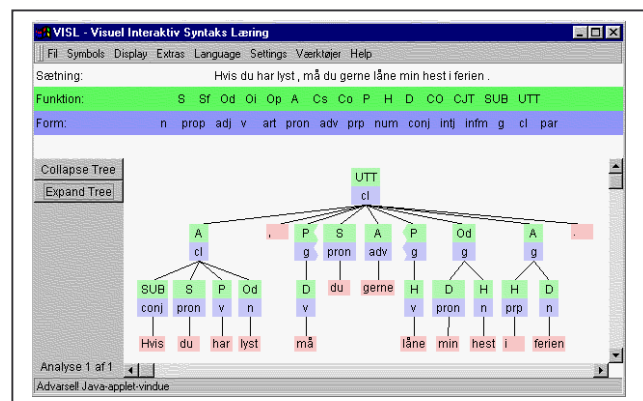 VISL - Visuel Interaktiv Syntaks Læring
Fil Symbols Display Extras Language Settings Værktøjer Help
Sætning: Hvis du har lyst , må du gerne låne min hest i ferien .
Funktion: S Sf Od Oi Op A Cs Co P H D CO CJT SUB UTT
Form: n prop adj v art pron adv prp num conj intj infm g cl par
Collapse Tree
Expand Tree
UTT
cl
A , P S A P Od A .
cl g pron adv g g g
SUB S P Od D du gerne H D H H D
conj pron v n v v pron n prp n
Hvis du har lyst må låne min hest i ferien
Analyse 1 af 1
Advarsel! Java-applet-vindue